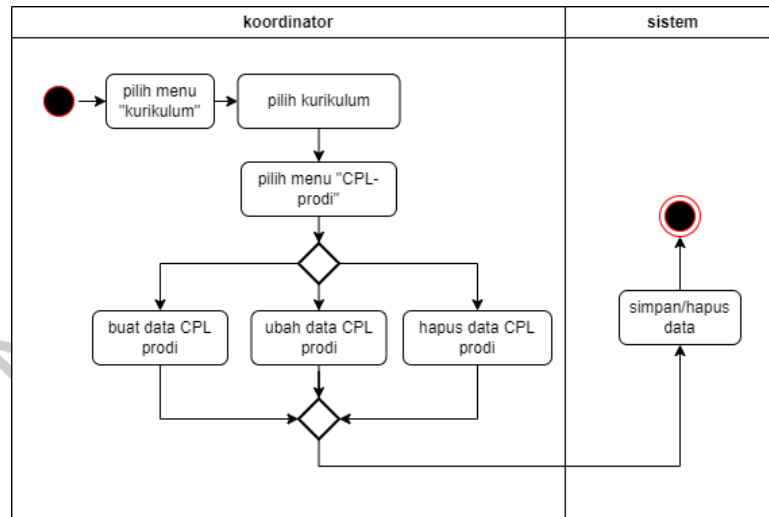 koordinator
sistem
pilih menu
"kurikulum"
pilih kurikulum
pilih menu "CPL-
prodi"
buat data CPL
prodi
ubah data CPL
prodi
hapus data CPL
prodi
simpan/hapus
data